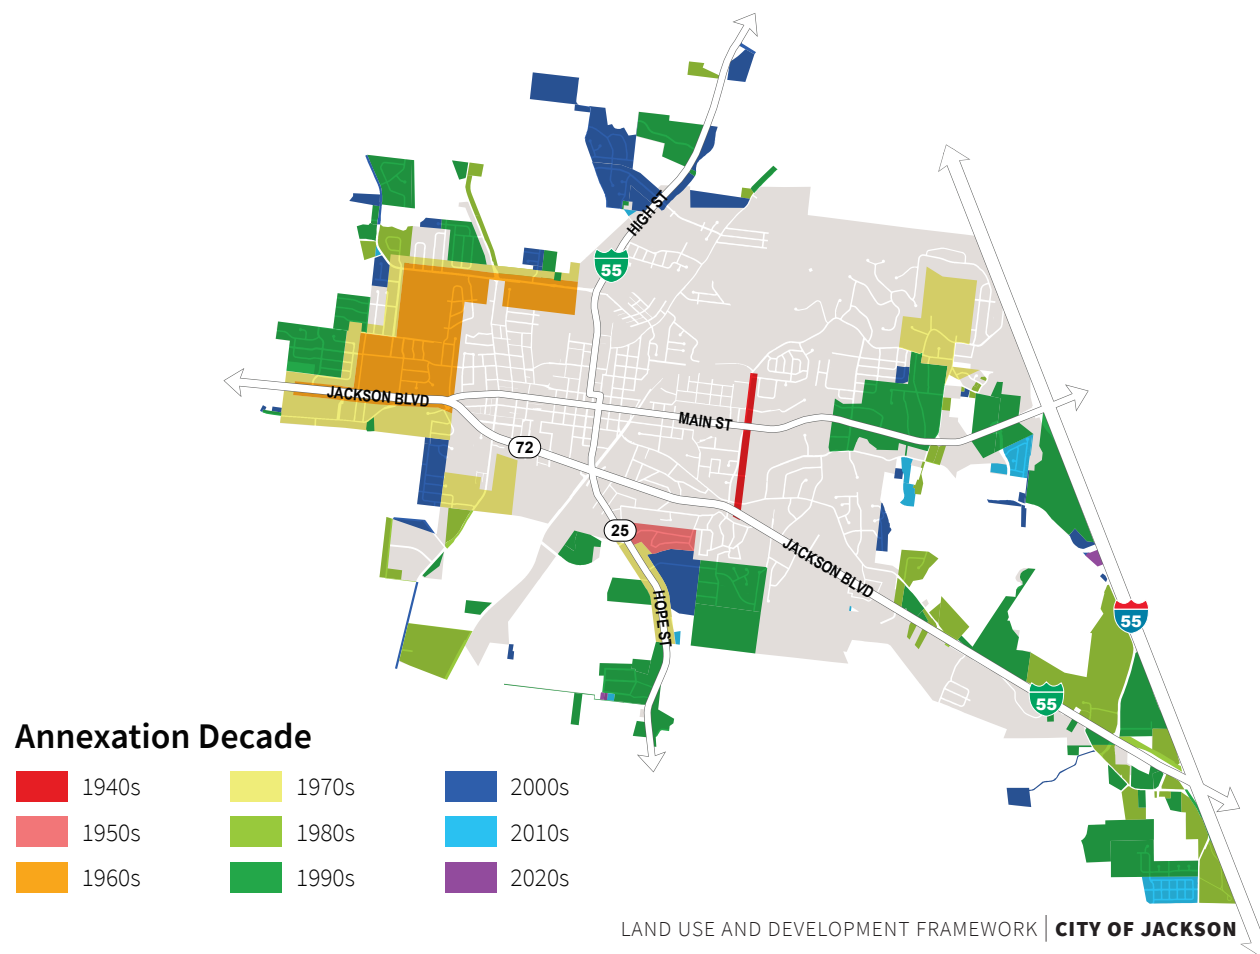 HIGH ST
55
JACKSON BLVD
MAIN ST
72
25
JACKSON BLVD
HOPE ST
55
55
Annexation Decade
1940s
1950s
1960s
1970s
1980s
1990s
2000s
2010s
2020s
LAND USE AND DEVELOPMENT FRAMEWORK | CITY OF JACKSON